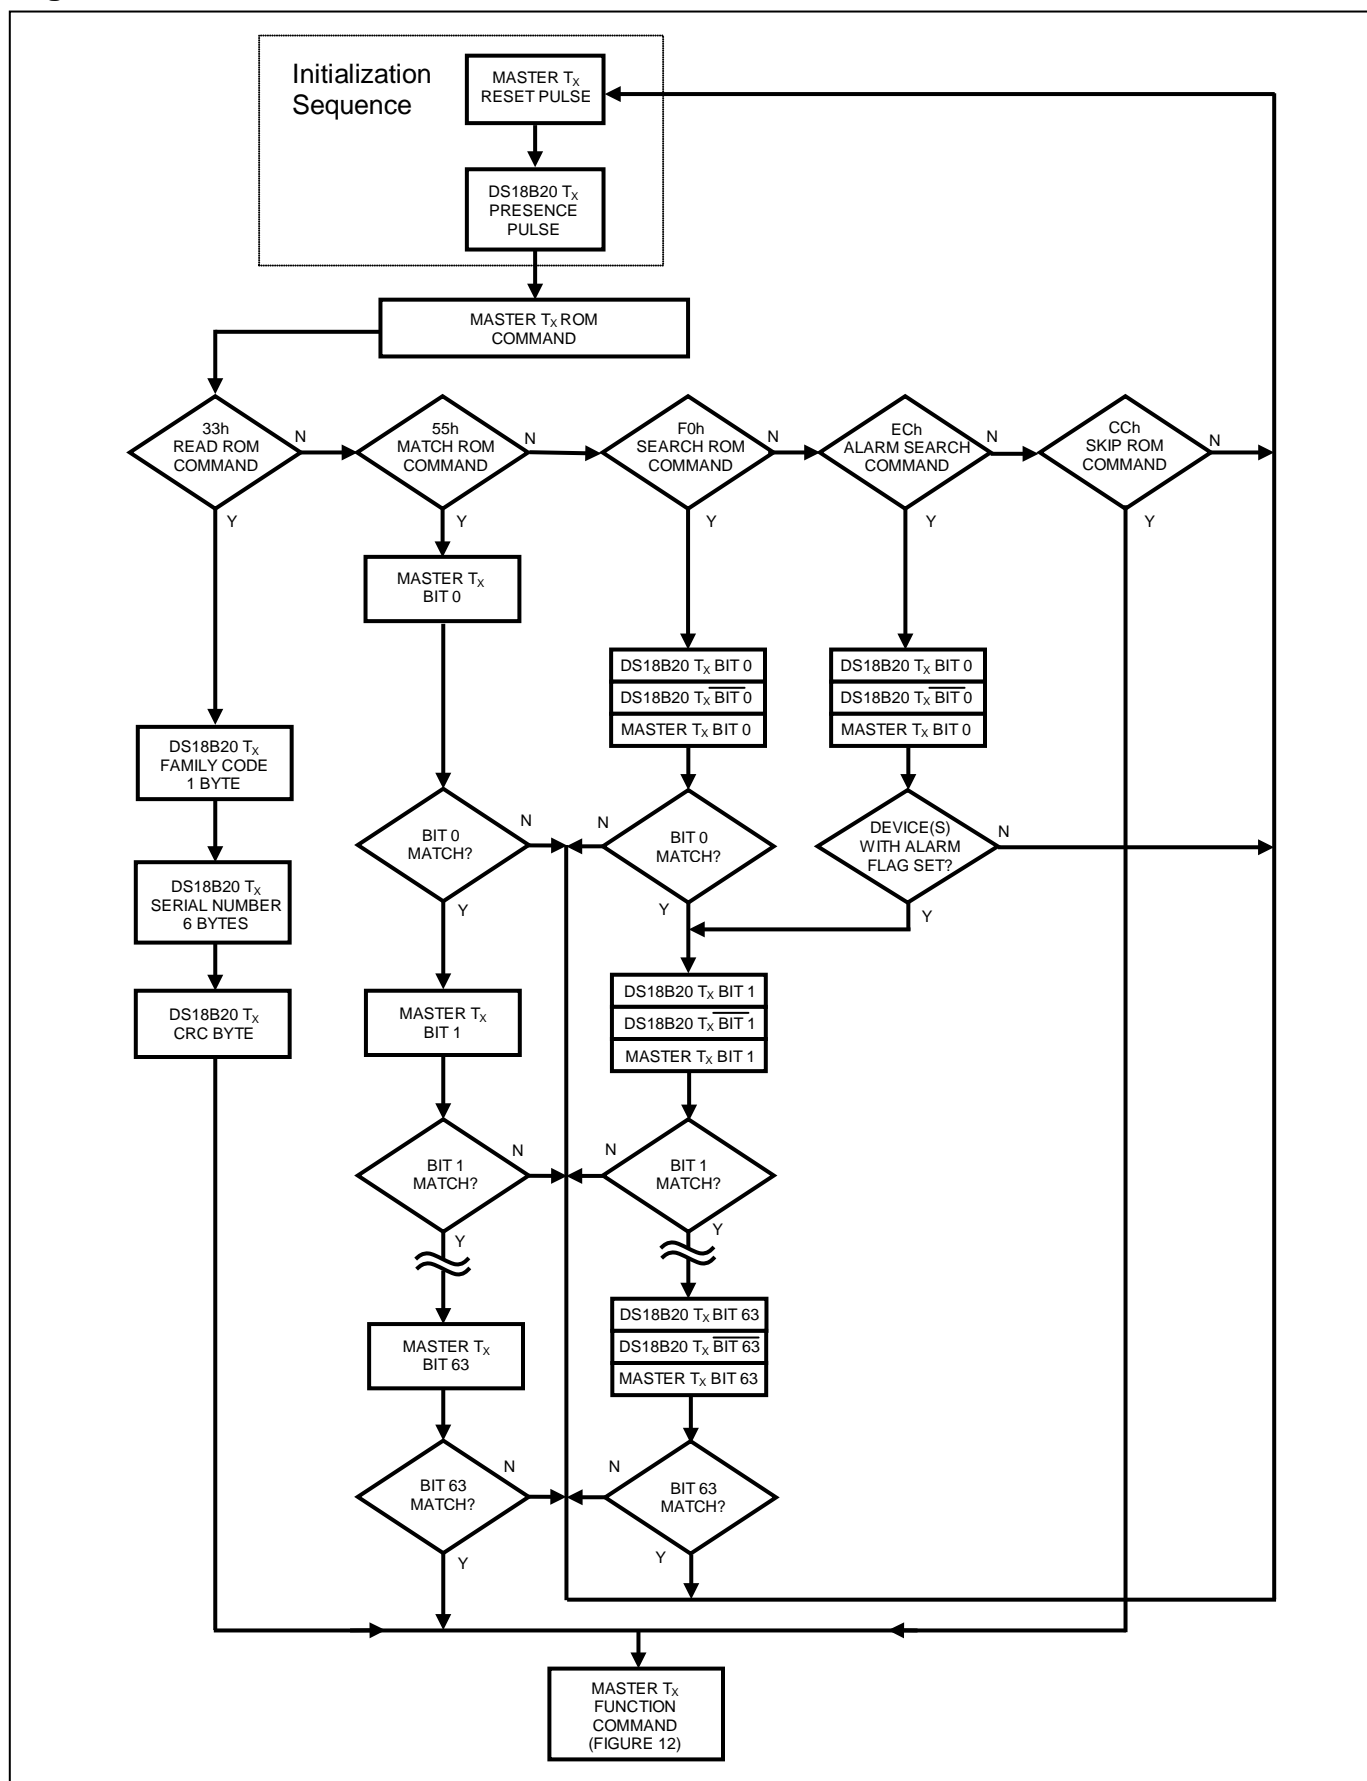 Initialization
Sequence
MASTER TX
RESET PULSE
DS18B20 TX
PRESENCE
PULSE
MASTER TX ROM
COMMAND
33h
READ ROM
COMMAND
N
Y
55h
MATCH ROM
COMMAND
N
Y
F0h
SEARCH ROM
COMMAND
N
Y
ECh
ALARM SEARCH
COMMAND
N
Y
CCh
SKIP ROM
COMMAND
N
Y
MASTER TX
BIT 0
DS18B20 TX BIT 0
DS18B20 TX BIT 0
MASTER TX BIT 0
DS18B20 TX BIT 0
DS18B20 TX BIT 0
MASTER TX BIT 0
DS18B20 TX
FAMILY CODE
1 BYTE
DS18B20 TX
SERIAL NUMBER
6 BYTES
DS18B20 TX
CRC BYTE
BIT 0
MATCH?
N
Y
N
BIT 0
MATCH?
Y
DEVICE(S)
WITH ALARM
FLAG SET?
N
Y
MASTER TX
BIT 1
DS18B20 TX BIT 1
DS18B20 TX BIT 1
MASTER TX BIT 1
BIT 1
MATCH?
N
Y
N
BIT 1
MATCH?
Y
MASTER TX
BIT 63
DS18B20 TX BIT 63
DS18B20 TX BIT 63
MASTER TX BIT 63
BIT 63
MATCH?
N
Y
N
BIT 63
MATCH?
Y
MASTER TX
FUNCTION
COMMAND
(FIGURE 12)